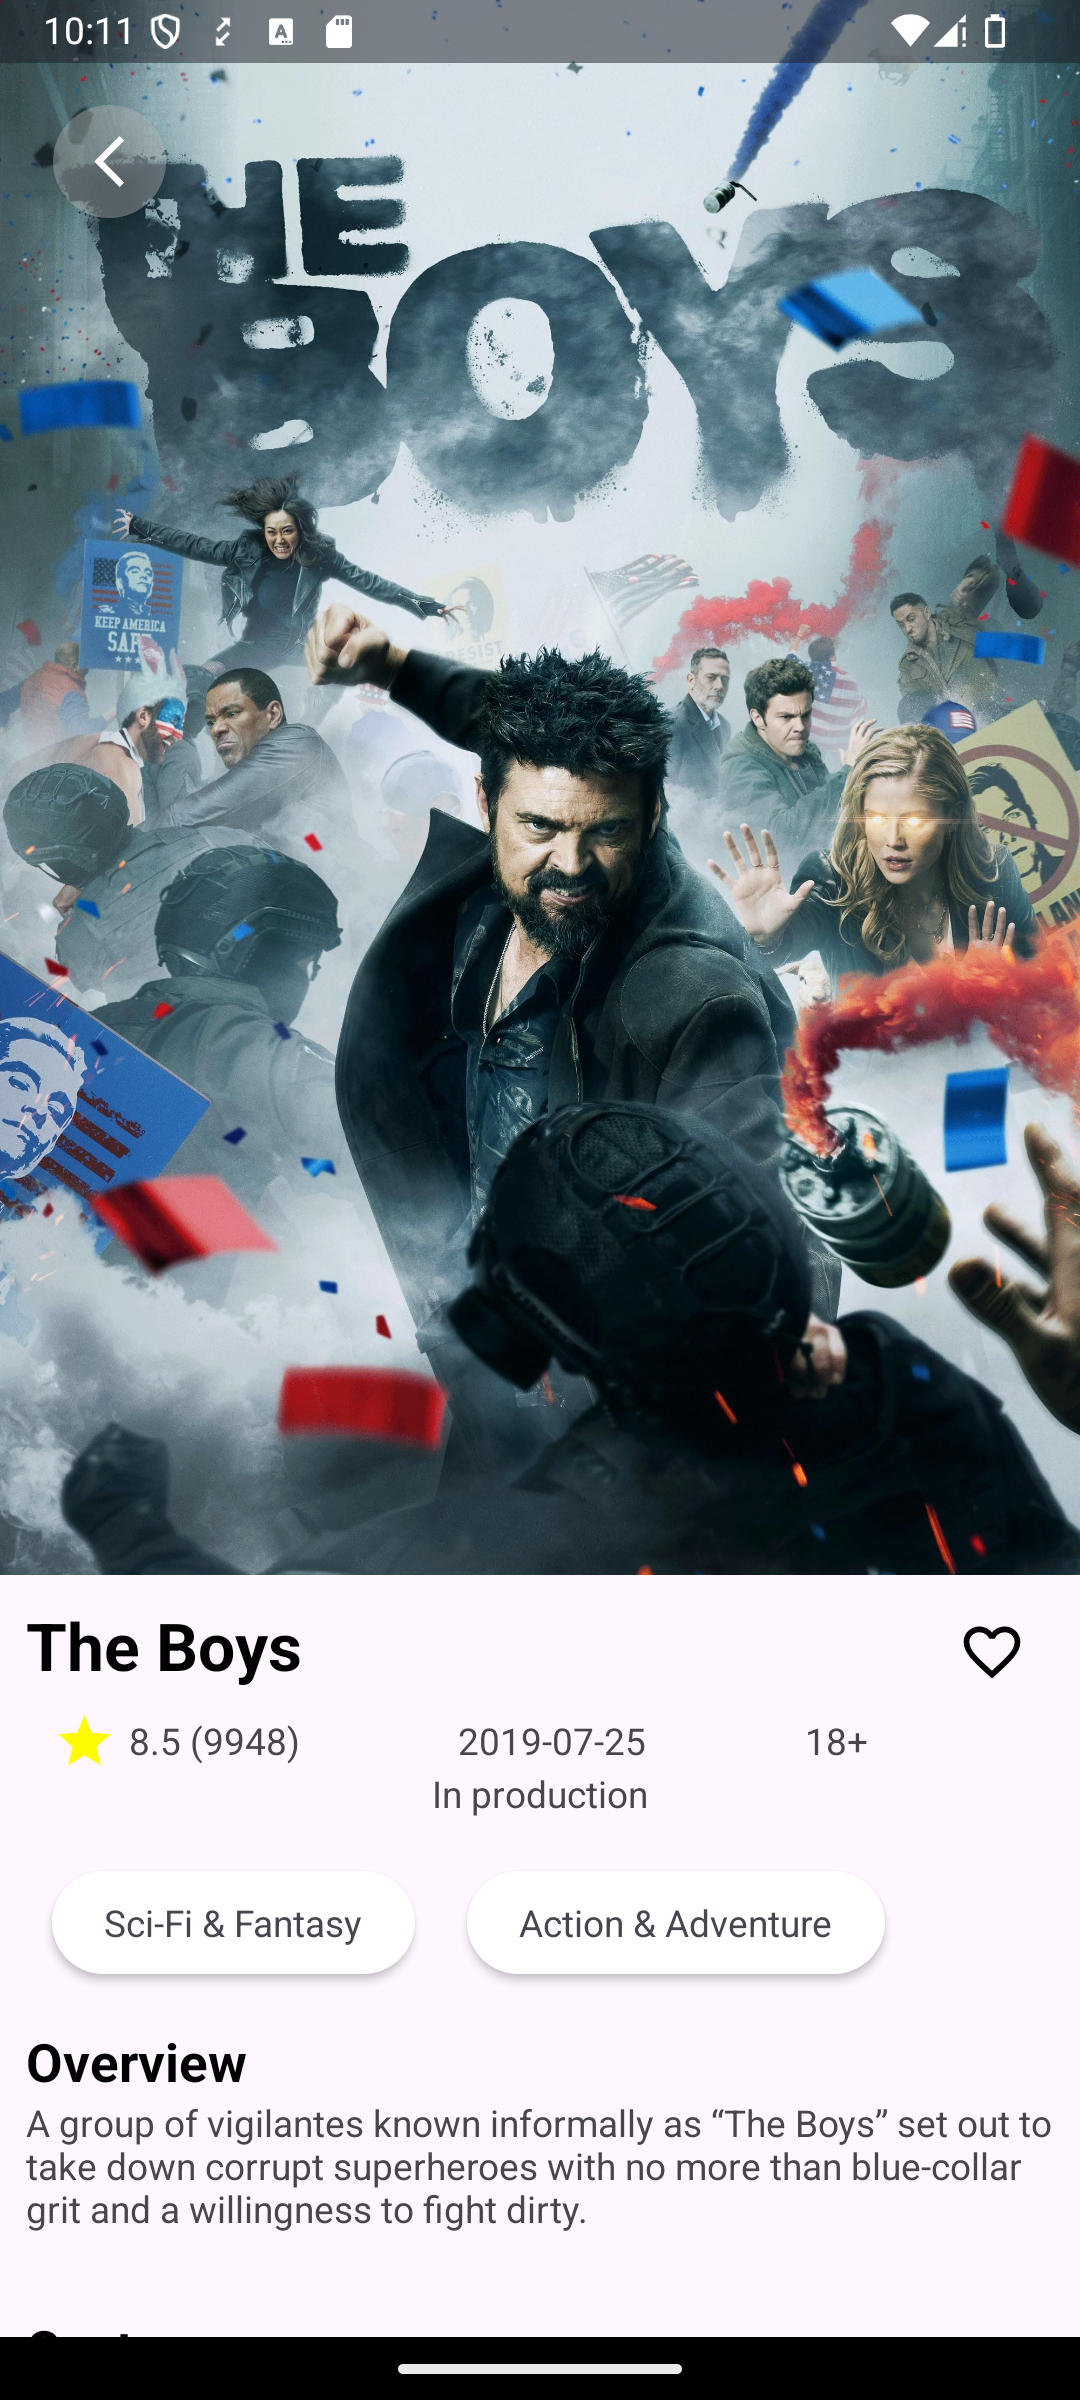 10:11
THE
BOYS
KEEP AMERICA
SAFE
RESIST
The Boys
8.5 (9948)
2019-07-25
18+
In production
Sci-Fi & Fantasy
Action & Adventure
Overview
A group of vigilantes known informally as “The Boys” set out to
take down corrupt superheroes with no more than blue-collar
grit and a willingness to fight dirty.